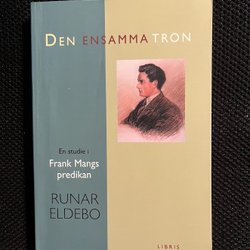 DEN ENSAMMA TRON
En studie i
Frank Mangs
predikan
RUNAR
ELDEBO
LIBRIS